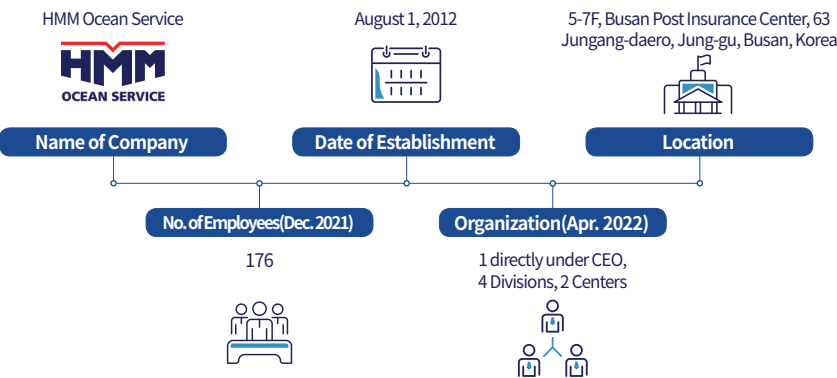 HMM Ocean Service
HMM
OCEAN SERVICE
Name of Company
August 1, 2012
Date of Establishment
5-7F, Busan Post Insurance Center, 63
Jungang-daero, Jung-gu, Busan, Korea
Location
No. of Employees(Dec. 2021)
176
Organization(Apr. 2022)
1 directly under CEO,
4 Divisions, 2 Centers